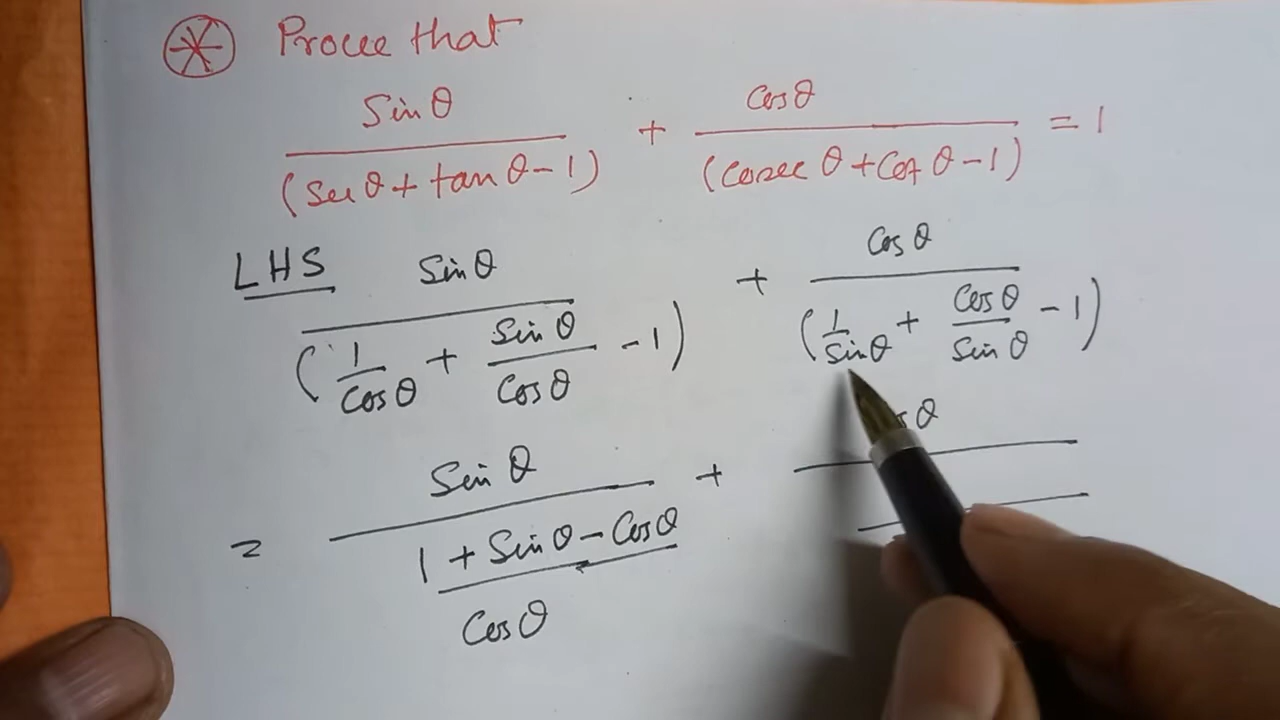 Prove that
Sin θ / (Sec θ + tan θ - 1) + Cos θ / (Cosec θ + Cot θ - 1) = 1
LHS Sin θ / (1/Cos θ + Sin θ/Cos θ - 1) + Cos θ / (1/Sin θ + Cos θ/Sin θ - 1)
= Sin θ / ((1 + Sin θ - Cos θ)/Cos θ) + θ